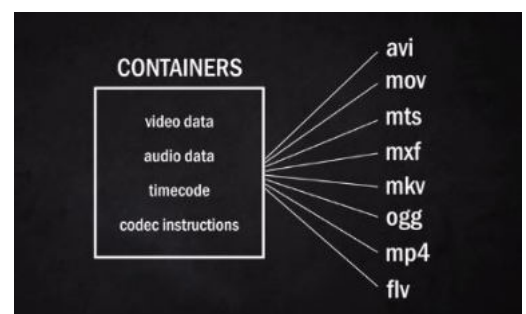 CONTAINERS
video data
audio data
timecode
codec instructions
avi
mov
mts
mxf
mkv
ogg
mp4
flv